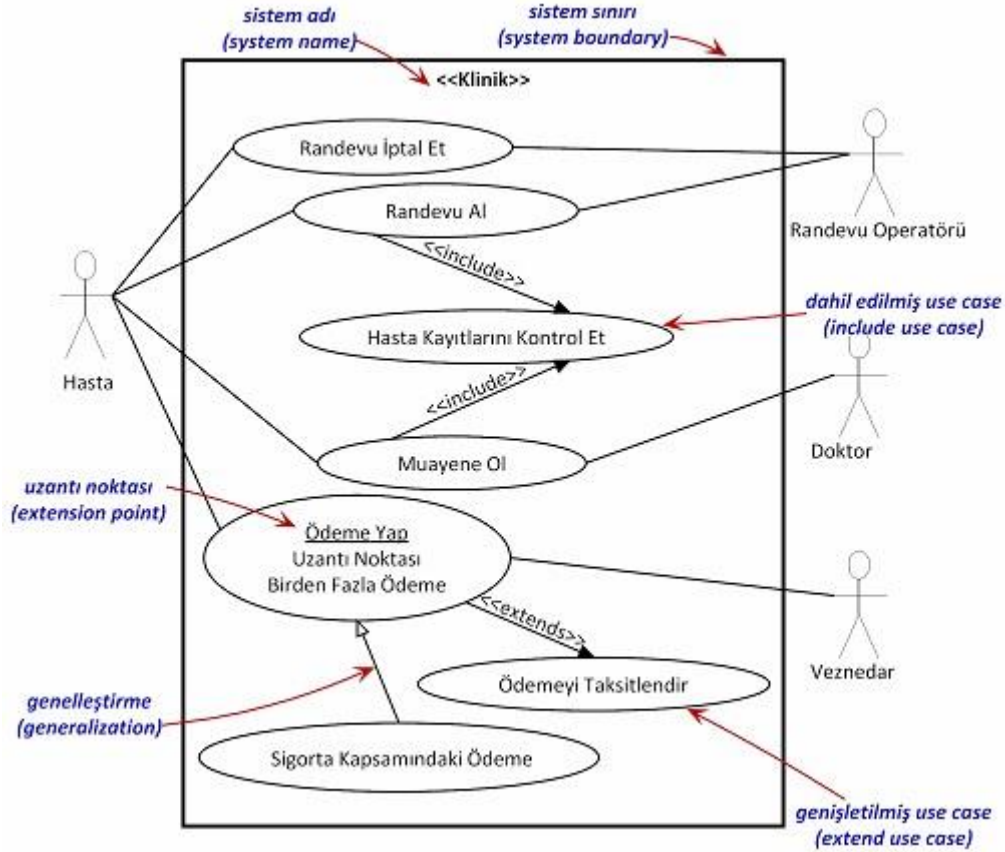 sistem adı
(system name)
sistem sınırı
(system boundary)
<<Klinik>>
Randevu İptal Et
Randevu Al
Randevu Operatörü
<<include>>
dahil edilmiş use case
(include use case)
Hasta Kayıtlarını Kontrol Et
Hasta
<<include>>
Doktor
Muayene Ol
uzantı noktası
(extension point)
Ödeme Yap
Uzantı Noktası
Birden Fazla Ödeme
<<extends>>
Veznedar
Ödemeyi Taksitlendir
genelleştirme
(generalization)
Sigorta Kapsamındaki Ödeme
genişletilmiş use case
(extend use case)